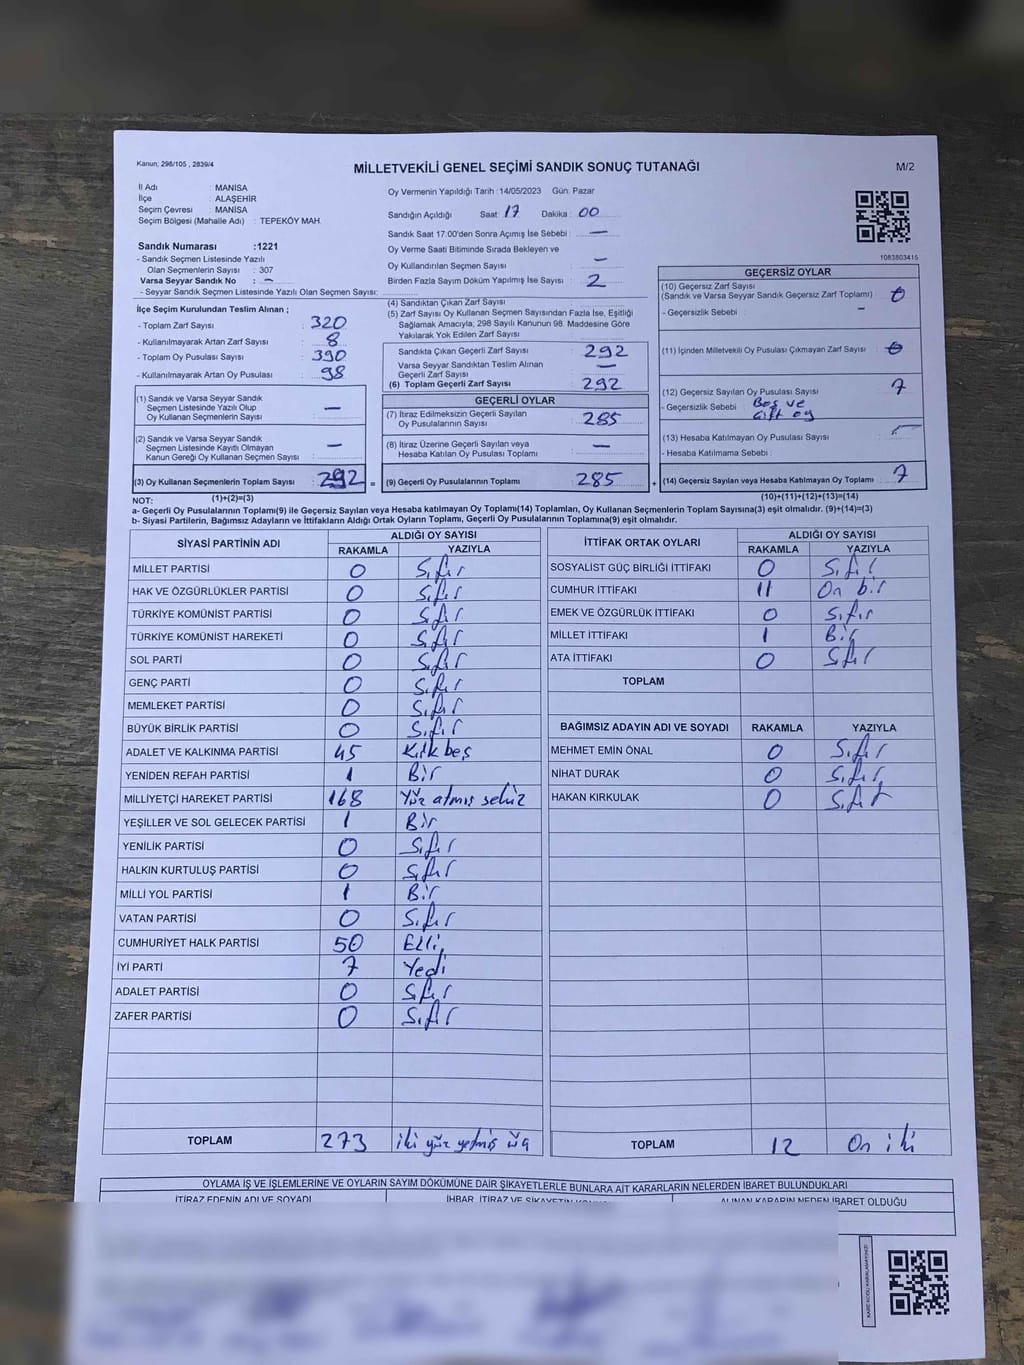 Kanun; 298/105 , 2839/4
MİLLETVEKİLİ GENEL SEÇİMİ SANDIK SONUÇ TUTANAĞI
M/2
İl Adı : MANİSA
İlçe : ALAŞEHİR
Seçim Çevresi : MANİSA
Seçim Bölgesi (Mahalle Adı) : TEPEKÖY MAH.
Sandık Numarası :1221
- Sandık Seçmen Listesinde Yazılı
Olan Seçmenlerin Sayısı : 307
Varsa Seyyar Sandık No : -
- Seyyar Sandık Seçmen Listesinde Yazılı Olan Seçmen Sayısı:
İlçe Seçim Kurulundan Teslim Alınan ;
- Toplam Zarf Sayısı : 320
- Kullanılmayarak Artan Zarf Sayısı : 8
- Toplam Oy Pusulası Sayısı : 390
- Kullanılmayarak Artan Oy Pusulası : 98
(1) Sandık ve Varsa Seyyar Sandık
Seçmen Listesinde Yazılı Olup
Oy Kullanan Seçmenlerin Sayısı : —
(2) Sandık ve Varsa Seyyar Sandık
Seçmen Listesinde Kayıtlı Olmayan
Kanun Gereği Oy Kullanan Seçmen Sayısı : —
(3) Oy Kullanan Seçmenlerin Toplam Sayısı : 292 =
(1)+(2)=(3)
Oy Vermenin Yapıldığı Tarih : 14/05/2023 Gün: Pazar
Sandığın Açıldığı Saat: 17 Dakika : 00
Sandık Saat 17:00'den Sonra Açımış İse Sebebi : —
Oy Verme Saati Bitiminde Sırada Bekleyen ve
Oy Kullandırılan Seçmen Sayısı : —
Birden Fazla Sayım Döküm Yapılmış İse Sayısı : 2
(4) Sandıktan Çıkan Zarf Sayısı :
(5) Zarf Sayısı Oy Kullanan Seçmen Sayısından Fazla İse, Eşitliği
Sağlamak Amacıyla; 298 Sayılı Kanunun 98. Maddesine Göre
Yakılarak Yok Edilen Zarf Sayısı :
Sandıkta Çıkan Geçerli Zarf Sayısı : 292
Varsa Seyyar Sandıktan Teslim Alınan
Geçerli Zarf Sayısı : —
(6) Toplam Geçerli Zarf Sayısı : 292
GEÇERLİ OYLAR
(7) İtiraz Edilmeksizin Geçerli Sayılan
Oy Pusulalarının Sayısı : 285
(8) İtiraz Üzerine Geçerli Sayılan veya
Hesaba Katılan Oy Pusulası Toplamı : —
(9) Geçerli Oy Pusulalarının Toplamı : 285 +
1083803415
GEÇERSİZ OYLAR
(10) Geçersiz Zarf Sayısı
(Sandık ve Varsa Seyyar Sandık Geçersiz Zarf Toplamı) :
- Geçersizlik Sebebi : -
(11) İçinden Milletvekili Oy Pusulası Çıkmayan Zarf Sayısı :
(12) Geçersiz Sayılan Oy Pusulası Sayısı : 7
- Geçersizlik Sebebi : Boş ve
Çift oy
(13) Hesaba Katılmayan Oy Pusulası Sayısı :
- Hesaba Katılmama Sebebi :
(14) Geçersiz Sayılan veya Hesaba Katılmayan Oy Toplamı : 7
(10)+(11)+(12)+(13)=(14)
NOT:
a- Geçerli Oy Pusulalarının Toplamı(9) ile Geçersiz Sayılan veya Hesaba katılmayan Oy Toplamı(14) Toplamları, Oy Kullanan Seçmenlerin Toplam Sayısına(3) eşit olmalıdır. (9)+(14)=(3)
b- Siyasi Partilerin, Bağımsız Adayların ve İttifakların Aldığı Ortak Oyların Toplamı, Geçerli Oy Pusulalarının Toplamına(9) eşit olmalıdır.
SİYASİ PARTİNİN ADI ALDIĞI OY SAYISI
RAKAMLA YAZIYLA
MİLLET PARTİSİ 0 Sıfır
HAK VE ÖZGÜRLÜKLER PARTİSİ 0 Sıfır
TÜRKİYE KOMÜNİST PARTİSİ 0 Sıfır
TÜRKİYE KOMÜNİST HAREKETİ 0 Sıfır
SOL PARTİ 0 Sıfır
GENÇ PARTİ 0 Sıfır
MEMLEKET PARTİSİ 0 Sıfır
BÜYÜK BİRLİK PARTİSİ 0 Sıfır
ADALET VE KALKINMA PARTİSİ 45 Kırk beş
YENİDEN REFAH PARTİSİ 1 Bir
MİLLİYETÇİ HAREKET PARTİSİ 168 Yüz atmış sekiz
YEŞİLLER VE SOL GELECEK PARTİSİ 1 Bir
YENİLİK PARTİSİ 0 Sıfır
HALKIN KURTULUŞ PARTİSİ 0 Sıfır
MİLLİ YOL PARTİSİ 1 Bir
VATAN PARTİSİ 0 Sıfır
CUMHURİYET HALK PARTİSİ 50 Elli
İYİ PARTİ 7 Yedi
ADALET PARTİSİ 0 Sıfır
ZAFER PARTİSİ 0 Sıfır
TOPLAM 273 iki yüz yetmiş üç
İTTİFAK ORTAK OYLARI ALDIĞI OY SAYISI
RAKAMLA YAZIYLA
SOSYALİST GÜÇ BİRLİĞİ İTTİFAKI 0 Sıfır
CUMHUR İTTİFAKI 11 On bir
EMEK VE ÖZGÜRLÜK İTTİFAKI 0 Sıfır
MİLLET İTTİFAKI 1 Bir
ATA İTTİFAKI 0 Sıfır
TOPLAM
BAĞIMSIZ ADAYIN ADI VE SOYADI RAKAMLA YAZIYLA
MEHMET EMİN ÖNAL 0 Sıfır
NİHAT DURAK 0 Sıfır
HAKAN KIRKULAK 0 Sıfır
TOPLAM 12 On iki
OYLAMA İŞ VE İŞLEMLERİNE VE OYLARIN SAYIM DÖKÜMÜNE DAİR ŞİKAYETLERLE BUNLARA AİT KARARLARIN NELERDEN İBARET BULUNDUKLARI
İTİRAZ EDENİN ADI VE SOYADI İHBAR, İTİRAZ VE ŞİKAYETİN ALINAN KARARIN NEDEN İBARET OLDUĞU